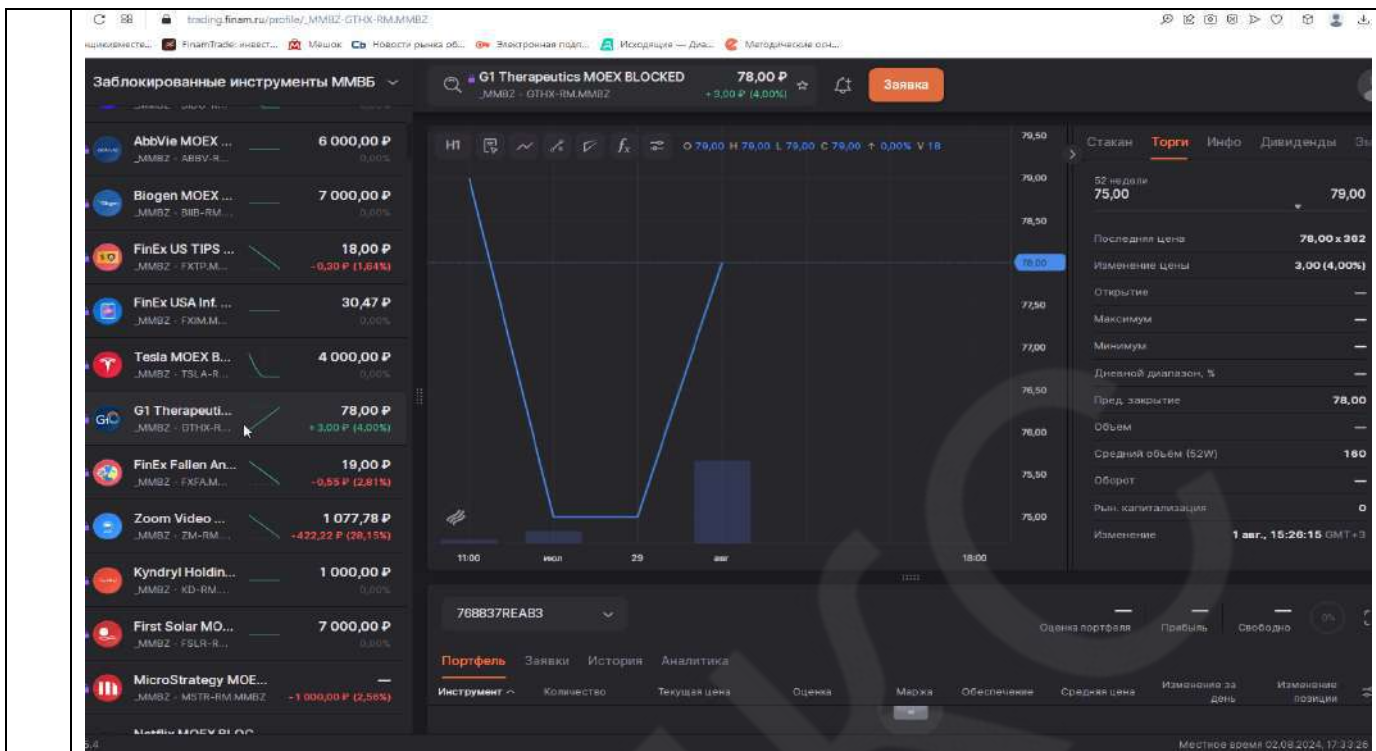 trading.finam.ru/profile/_MMBZ-GTHX-RM.MMBZ
FinamTrade: инвест... Мешок Сb Новости рынка об... Электронная подп... Исходящие — Диа... Методические осн...
Заблокированные инструменты ММВБ
G1 Therapeutics MOEX BLOCKED 78,00 ₽
_MMBZ - GTHX-RM.MMBZ + 3,00 ₽ (4,00%)
Заявка
AbbVie MOEX ... 6 000,00 ₽
_MMBZ - ABBV-R... 0,00%
Biogen MOEX ... 7 000,00 ₽
_MMBZ - BIIB-RM... 0,00%
FinEx US TIPS ... 18,00 ₽
_MMBZ - FXTP.M... -0,30 ₽ (1,64%)
FinEx USA Inf. ... 30,47 ₽
_MMBZ - FXIM.M... 0,00%
Tesla MOEX B... 4 000,00 ₽
_MMBZ - TSLA-R... 0,00%
G1 Therapeuti... 78,00 ₽
_MMBZ - GTHX-R... + 3,00 ₽ (4,00%)
FinEx Fallen An... 19,00 ₽
_MMBZ - FXFA.M... -0,55 ₽ (2,81%)
Zoom Video ... 1 077,78 ₽
_MMBZ - ZM-RM... -422,22 ₽ (28,15%)
Kyndryl Holdin... 1 000,00 ₽
_MMBZ - KD-RM.... 0,00%
First Solar MO... 7 000,00 ₽
_MMBZ - FSLR-R... 0,00%
MicroStrategy MOE... —
_MMBZ - MSTR-RM.MMBZ -1 000,00 ₽ (2,56%)
Netflix MOEX BLOC
H1 fx O 79,00 H 79,00 L 79,00 C 79,00 ↑ 0,00% V 18
79,50
79,00
78,50
78,00
77,50
77,00
76,50
76,00
75,50
75,00
11:00 июл 29 авг 18:00
Стакан Торги Инфо Дивиденды
52 недели
75,00 79,00
Последняя цена 78,00 x 362
Изменение цены 3,00 (4,00%)
Открытие —
Максимум —
Минимум —
Дневной диапазон, % —
Пред. закрытие 78,00
Объем —
Средний объём (52W) 160
Оборот —
Рын. капитализация 0
Изменение 1 авг., 15:26:15 GMT+3
768837REAB3
— — — 0%
Оценка портфеля Прибыль Свободно
Портфель Заявки История Аналитика
Инструмент Количество Текущая цена Оценка Маржа Обеспечение Средняя цена Изменение за день Изменение позиции
Местное время 02.08.2024, 17:33:26